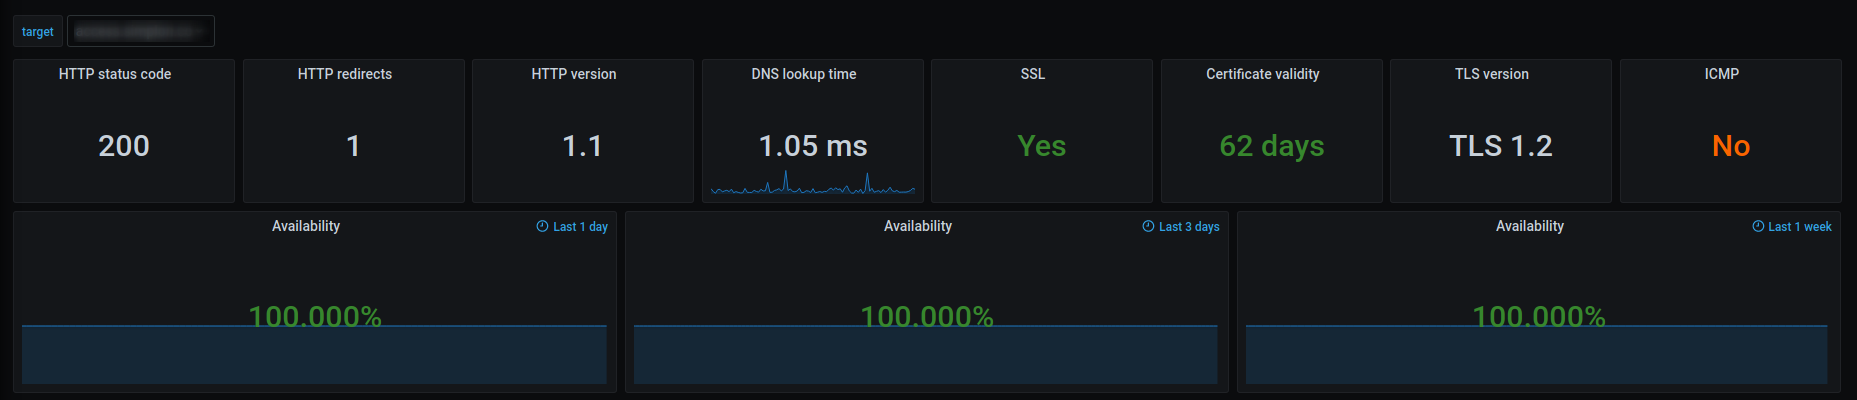 target
HTTP status code
200
HTTP redirects
1
HTTP version
1.1
DNS lookup time
1.05 ms
SSL
Yes
Certificate validity
62 days
TLS version
TLS 1.2
ICMP
No
Availability
Last 1 day
100.000%
Availability
Last 3 days
100.000%
Availability
Last 1 week
100.000%